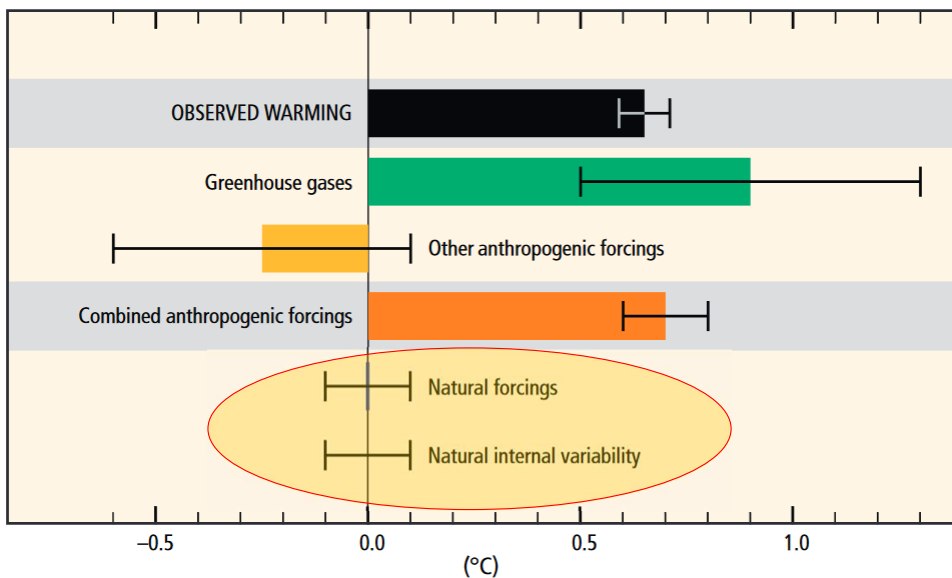 OBSERVED WARMING
Greenhouse gases
Other anthropogenic forcings
Combined anthropogenic forcings
Natural forcings
Natural internal variability
–0.5 0.0 0.5 1.0
(°C)